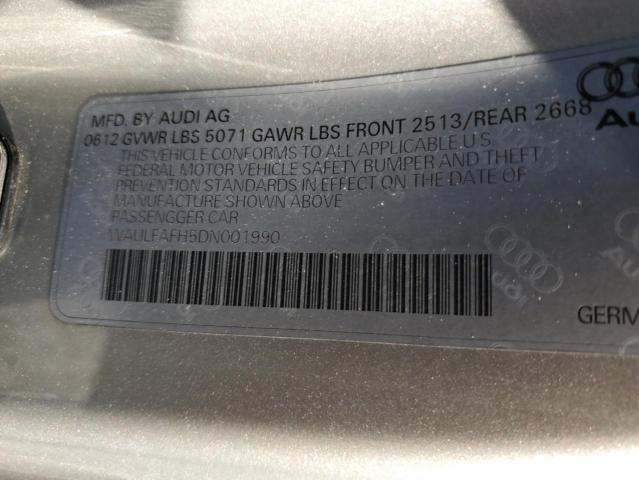 MFD. BY AUDI AG
0612 GVWR LBS 5071 GAWR LBS FRONT 2513/REAR 2668
THIS VEHICLE CONFORMS TO ALL APPLICABLE U.S
FEDERAL MOTOR VEHICLE SAFETY BUMPER AND THEFT
PREVENTION STANDARDS IN EFFECT ON THE DATE OF
MANUFACTURE SHOWN ABOVE
PASSENGGER CAR
WAULFAFH5DN001990
GERM